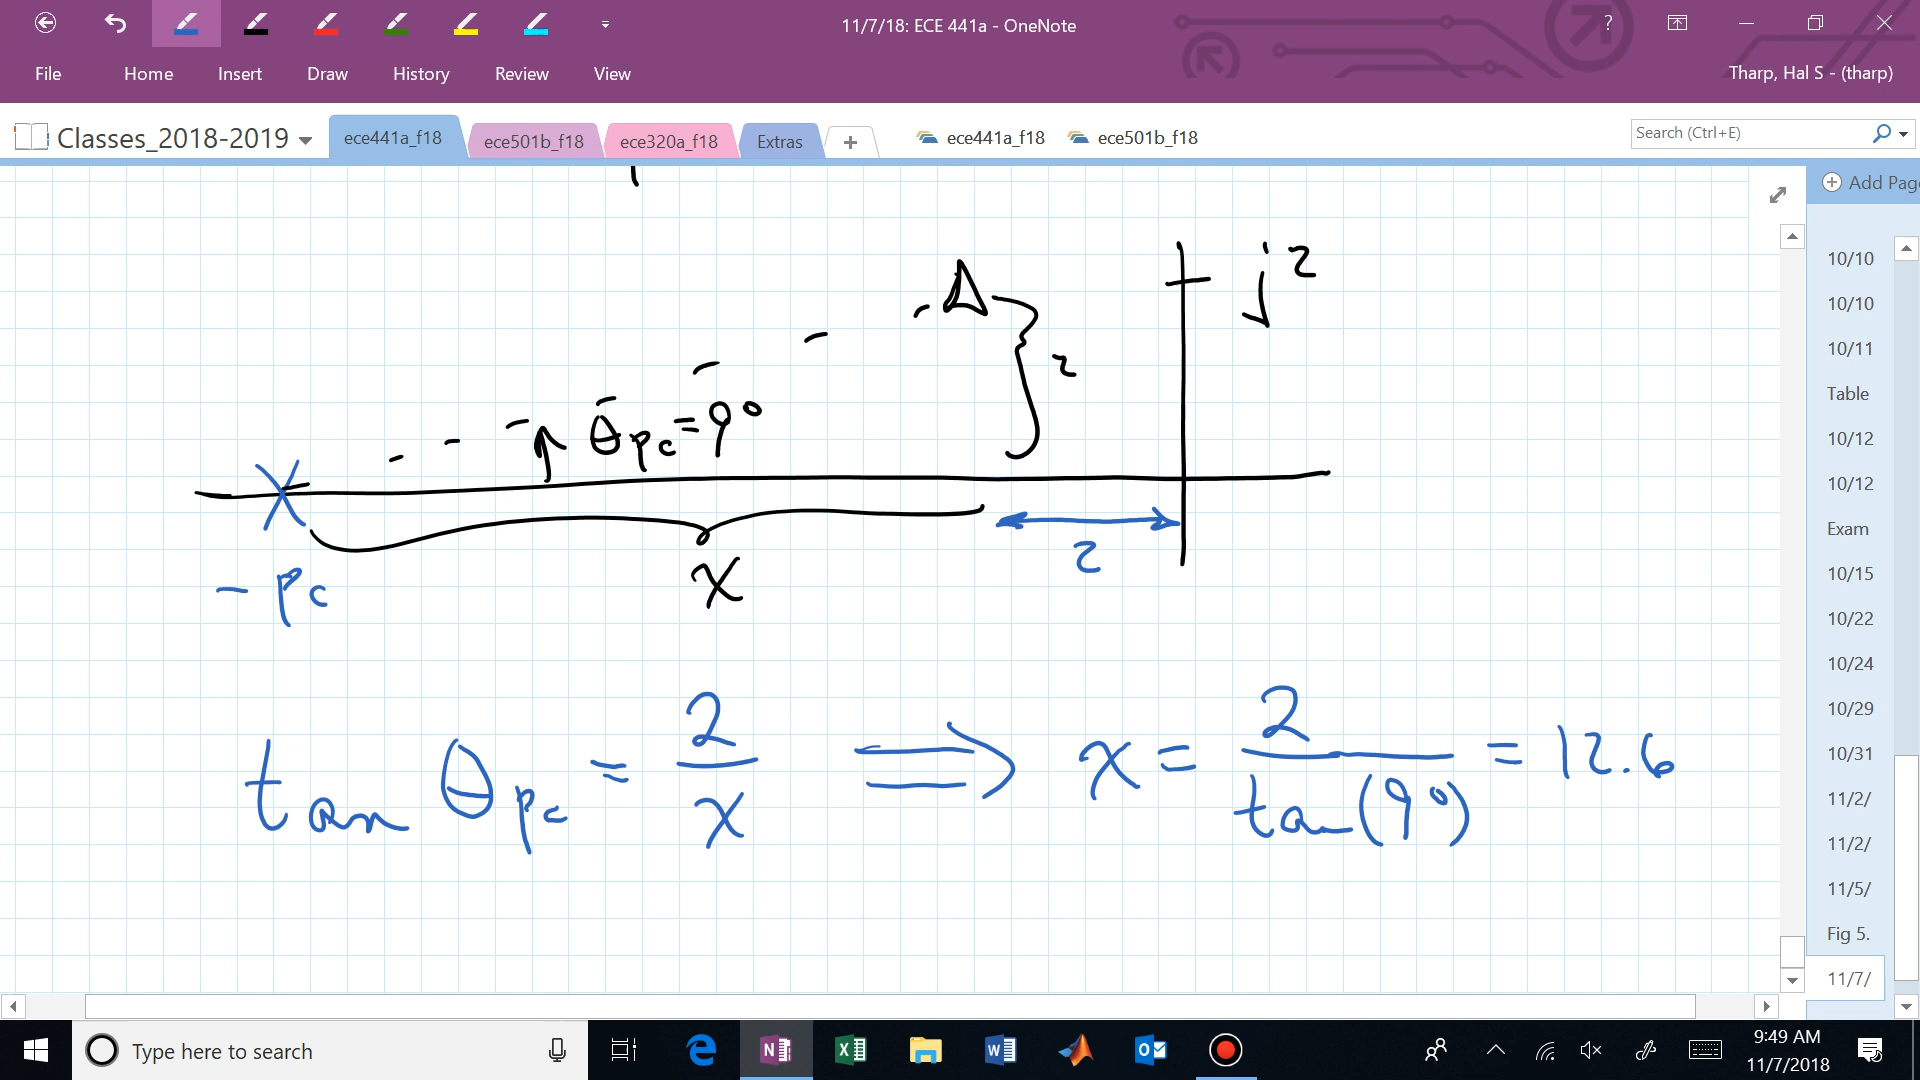 11/7/18: ECE 441a - OneNote
?
File Home Insert Draw History Review View
Tharp, Hal S - (tharp)
Classes_2018-2019
ece441a_f18
ece501b_f18
ece320a_f18
Extras
ece441a_f18
ece501b_f18
Search (Ctrl+E)
Add Page
10/10
10/10
10/11
Table
10/12
10/12
Exam
10/15
10/22
10/24
10/29
10/31
11/2/
11/2/
11/5/
Fig 5.
11/7/
j2
2
θpc=9°
2
-pc
x
tan θpc = 2/x ⟹ x = 2/tan(9°) = 12.6
Type here to search
9:49 AM
11/7/2018